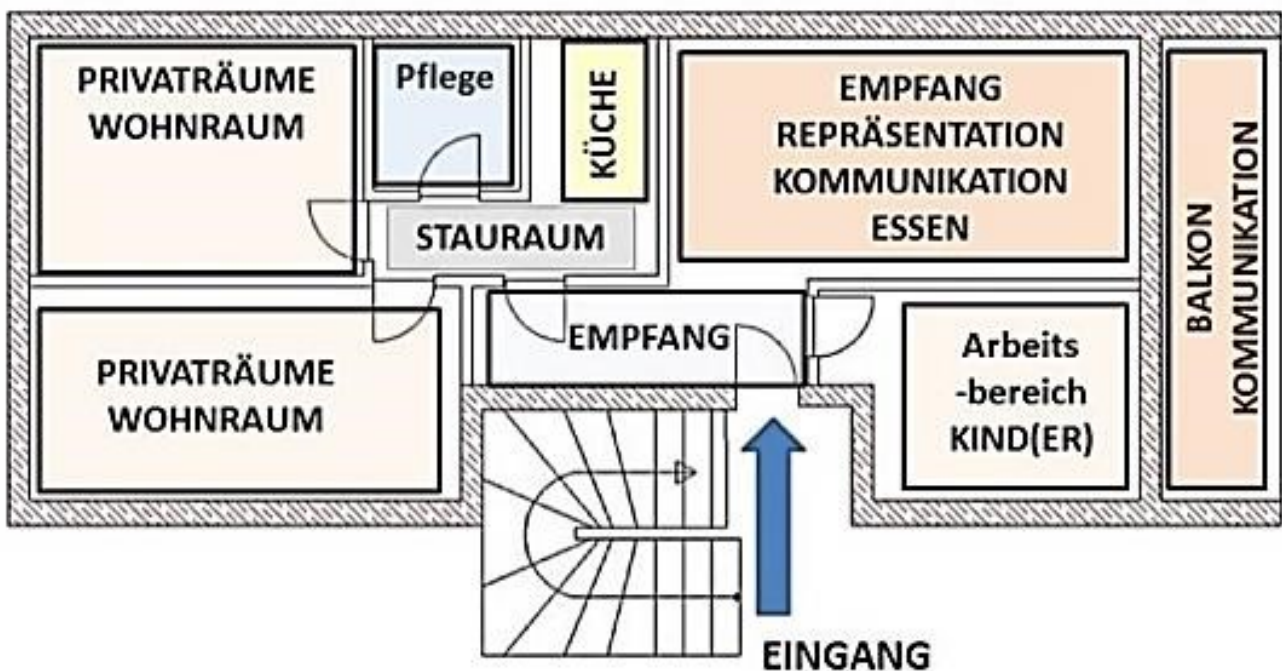 PRIVATRÄUME
WOHNRAUM
Pflege
KÜCHE
EMPFANG
REPRÄSENTATION
KOMMUNIKATION
ESSEN
BALKON
KOMMUNIKATION
STAURAUM
EMPFANG
PRIVATRÄUME
WOHNRAUM
Arbeits
-bereich
KIND(ER)
EINGANG